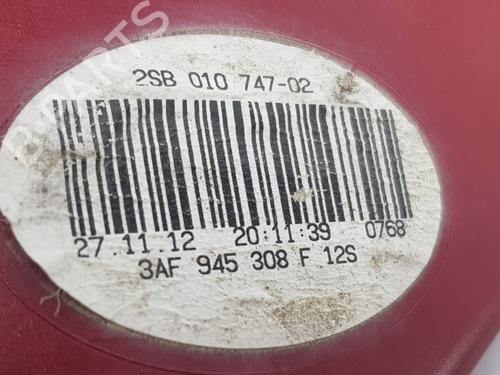 2SB 010 747-02
27.11.12 20:11:39 0768
3AF 945 308 F 12S